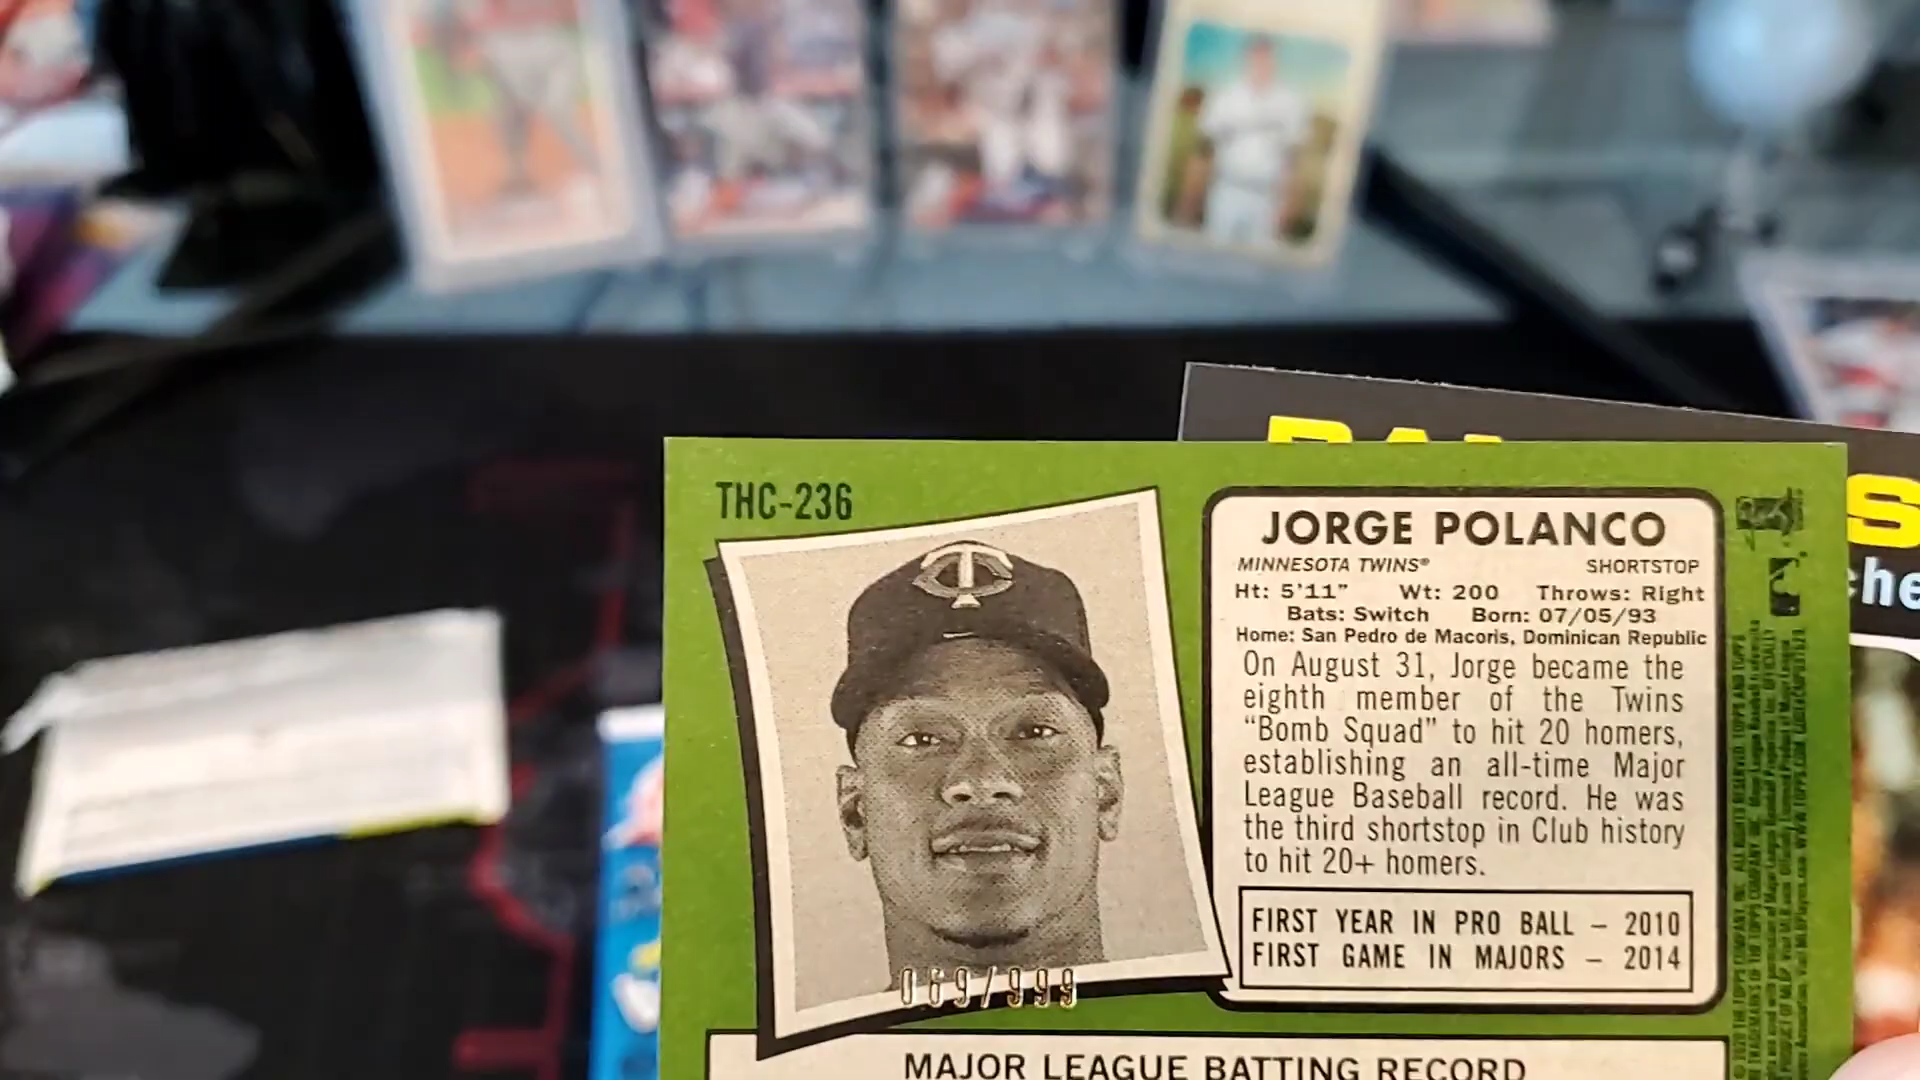 THC-236
JORGE POLANCO
MINNESOTA TWINS® SHORTSTOP
Ht: 5'11" Wt: 200 Throws: Right
Bats: Switch Born: 07/05/93
Home: San Pedro de Macoris, Dominican Republic
On August 31, Jorge became the
eighth member of the Twins
“Bomb Squad” to hit 20 homers,
establishing an all-time Major
League Baseball record. He was
the third shortstop in Club history
to hit 20+ homers.
FIRST YEAR IN PRO BALL – 2010
FIRST GAME IN MAJORS – 2014
069/999
MAJOR LEAGUE BATTING RECORD